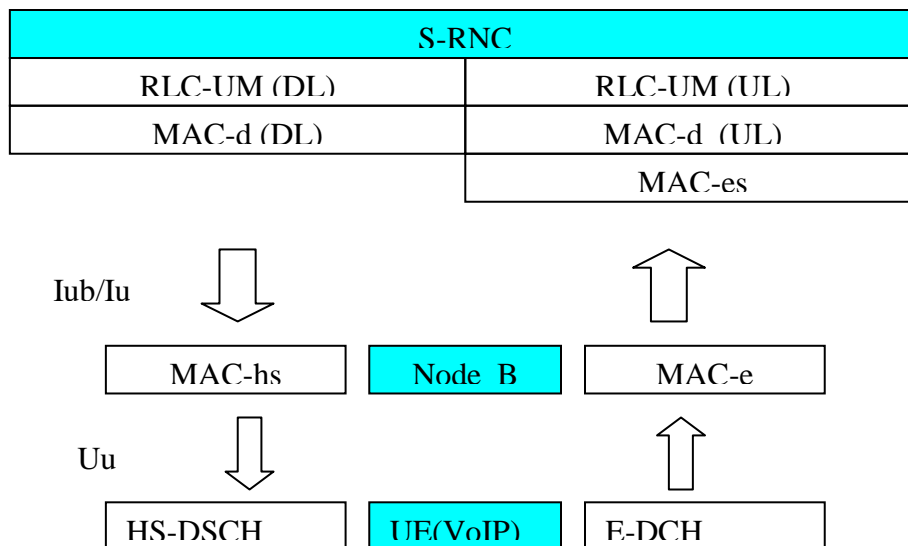 S-RNC
RLC-UM (DL) RLC-UM (UL)
MAC-d (DL) MAC-d (UL)
MAC-es
Iub/Iu
MAC-hs Node B MAC-e
Uu
HS-DSCH UE(VoIP) E-DCH